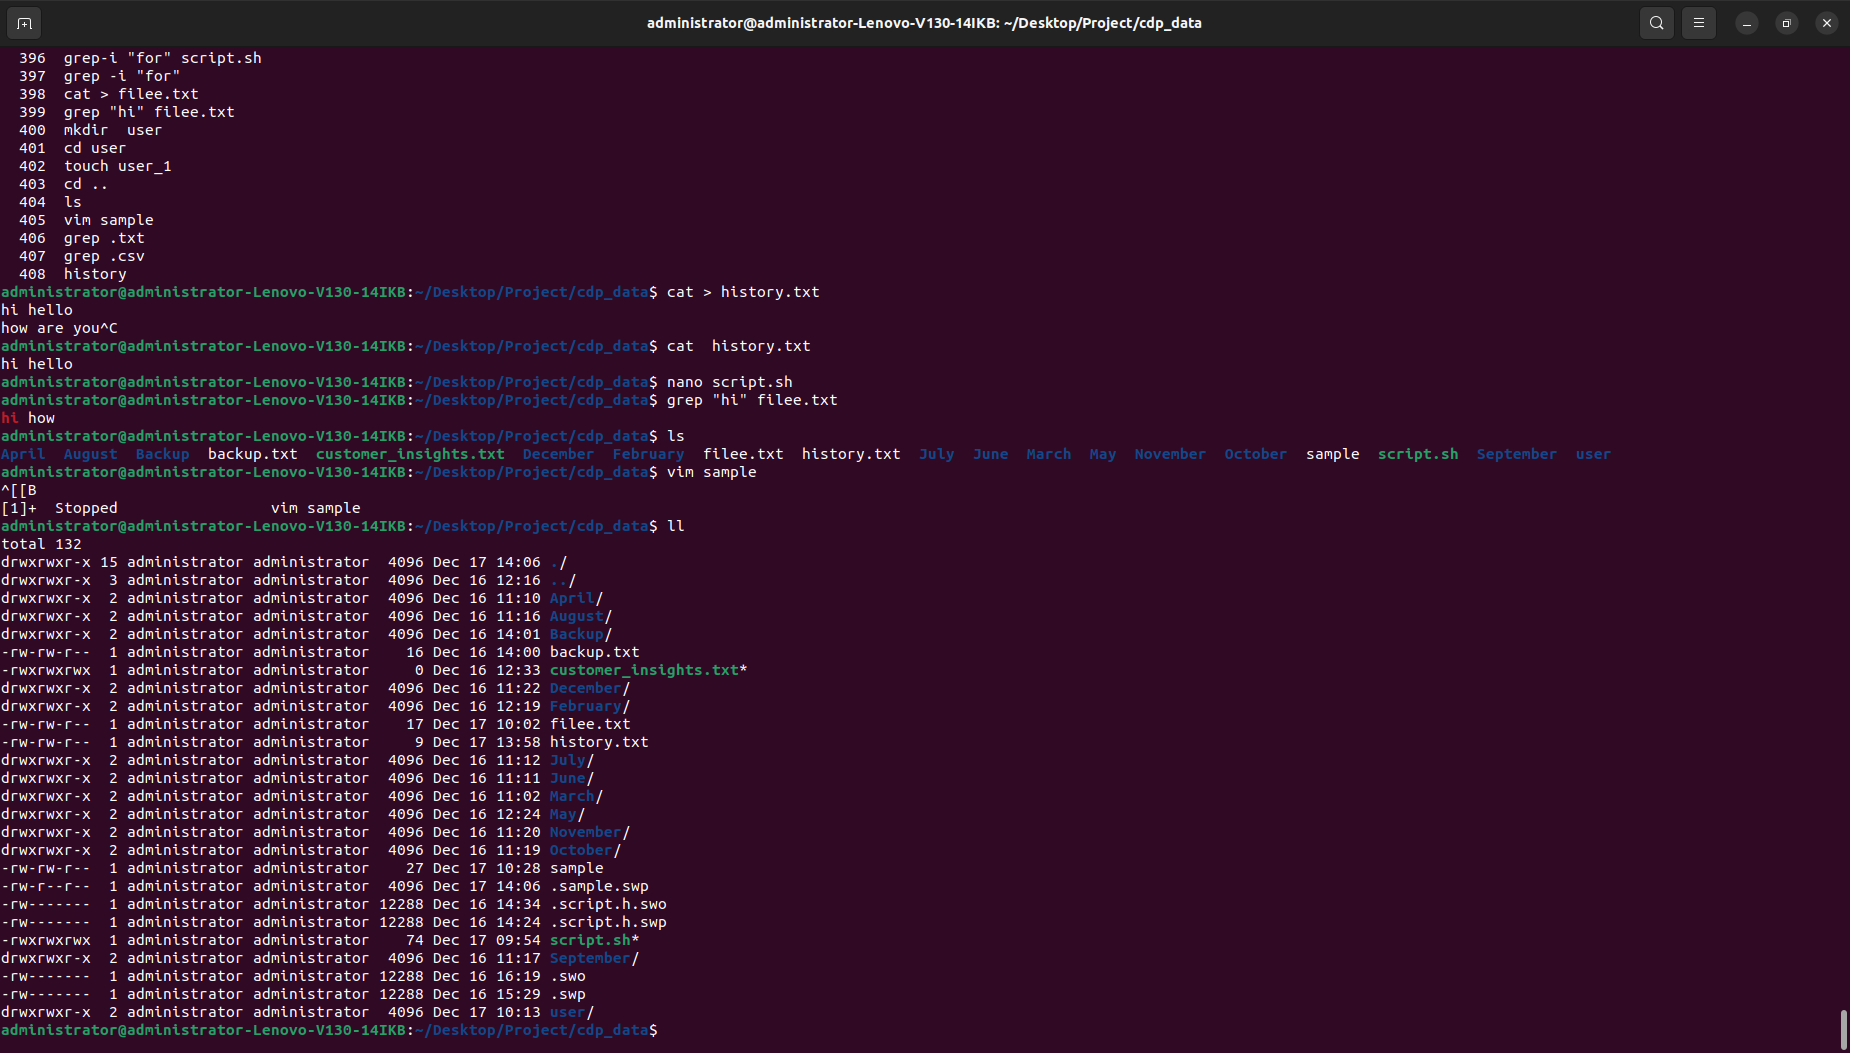 administrator@administrator-Lenovo-V130-14IKB: ~/Desktop/Project/cdp_data
396  grep-i "for" script.sh
397  grep -i "for"
398  cat > filee.txt
399  grep "hi" filee.txt
400  mkdir  user
401  cd user
402  touch user_1
403  cd ..
404  ls
405  vim sample
406  grep .txt
407  grep .csv
408  history
administrator@administrator-Lenovo-V130-14IKB:~/Desktop/Project/cdp_data$ cat > history.txt
hi hello
how are you^C
administrator@administrator-Lenovo-V130-14IKB:~/Desktop/Project/cdp_data$ cat  history.txt
hi hello
administrator@administrator-Lenovo-V130-14IKB:~/Desktop/Project/cdp_data$ nano script.sh
administrator@administrator-Lenovo-V130-14IKB:~/Desktop/Project/cdp_data$ grep "hi" filee.txt
hi how
administrator@administrator-Lenovo-V130-14IKB:~/Desktop/Project/cdp_data$ ls
April  August  Backup  backup.txt  customer_insights.txt  December  February  filee.txt  history.txt  July  June  March  May  November  October  sample  script.sh  September  user
administrator@administrator-Lenovo-V130-14IKB:~/Desktop/Project/cdp_data$ vim sample
^[[B
[1]+  Stopped                 vim sample
administrator@administrator-Lenovo-V130-14IKB:~/Desktop/Project/cdp_data$ ll
total 132
drwxrwxr-x 15 administrator administrator  4096 Dec 17 14:06 ./
drwxrwxr-x  3 administrator administrator  4096 Dec 16 12:16 ../
drwxrwxr-x  2 administrator administrator  4096 Dec 16 11:10 April/
drwxrwxr-x  2 administrator administrator  4096 Dec 16 11:16 August/
drwxrwxr-x  2 administrator administrator  4096 Dec 16 14:01 Backup/
-rw-rw-r--  1 administrator administrator    16 Dec 16 14:00 backup.txt
-rwxrwxrwx  1 administrator administrator     0 Dec 16 12:33 customer_insights.txt*
drwxrwxr-x  2 administrator administrator  4096 Dec 16 11:22 December/
drwxrwxr-x  2 administrator administrator  4096 Dec 16 12:19 February/
-rw-rw-r--  1 administrator administrator    17 Dec 17 10:02 filee.txt
-rw-rw-r--  1 administrator administrator     9 Dec 17 13:58 history.txt
drwxrwxr-x  2 administrator administrator  4096 Dec 16 11:12 July/
drwxrwxr-x  2 administrator administrator  4096 Dec 16 11:11 June/
drwxrwxr-x  2 administrator administrator  4096 Dec 16 11:02 March/
drwxrwxr-x  2 administrator administrator  4096 Dec 16 12:24 May/
drwxrwxr-x  2 administrator administrator  4096 Dec 16 11:20 November/
drwxrwxr-x  2 administrator administrator  4096 Dec 16 11:19 October/
-rw-rw-r--  1 administrator administrator    27 Dec 17 10:28 sample
-rw-r--r--  1 administrator administrator  4096 Dec 17 14:06 .sample.swp
-rw-------  1 administrator administrator 12288 Dec 16 14:34 .script.h.swo
-rw-------  1 administrator administrator 12288 Dec 16 14:24 .script.h.swp
-rwxrwxrwx  1 administrator administrator    74 Dec 17 09:54 script.sh*
drwxrwxr-x  2 administrator administrator  4096 Dec 16 11:17 September/
-rw-------  1 administrator administrator 12288 Dec 16 16:19 .swo
-rw-------  1 administrator administrator 12288 Dec 16 15:29 .swp
drwxrwxr-x  2 administrator administrator  4096 Dec 17 10:13 user/
administrator@administrator-Lenovo-V130-14IKB:~/Desktop/Project/cdp_data$